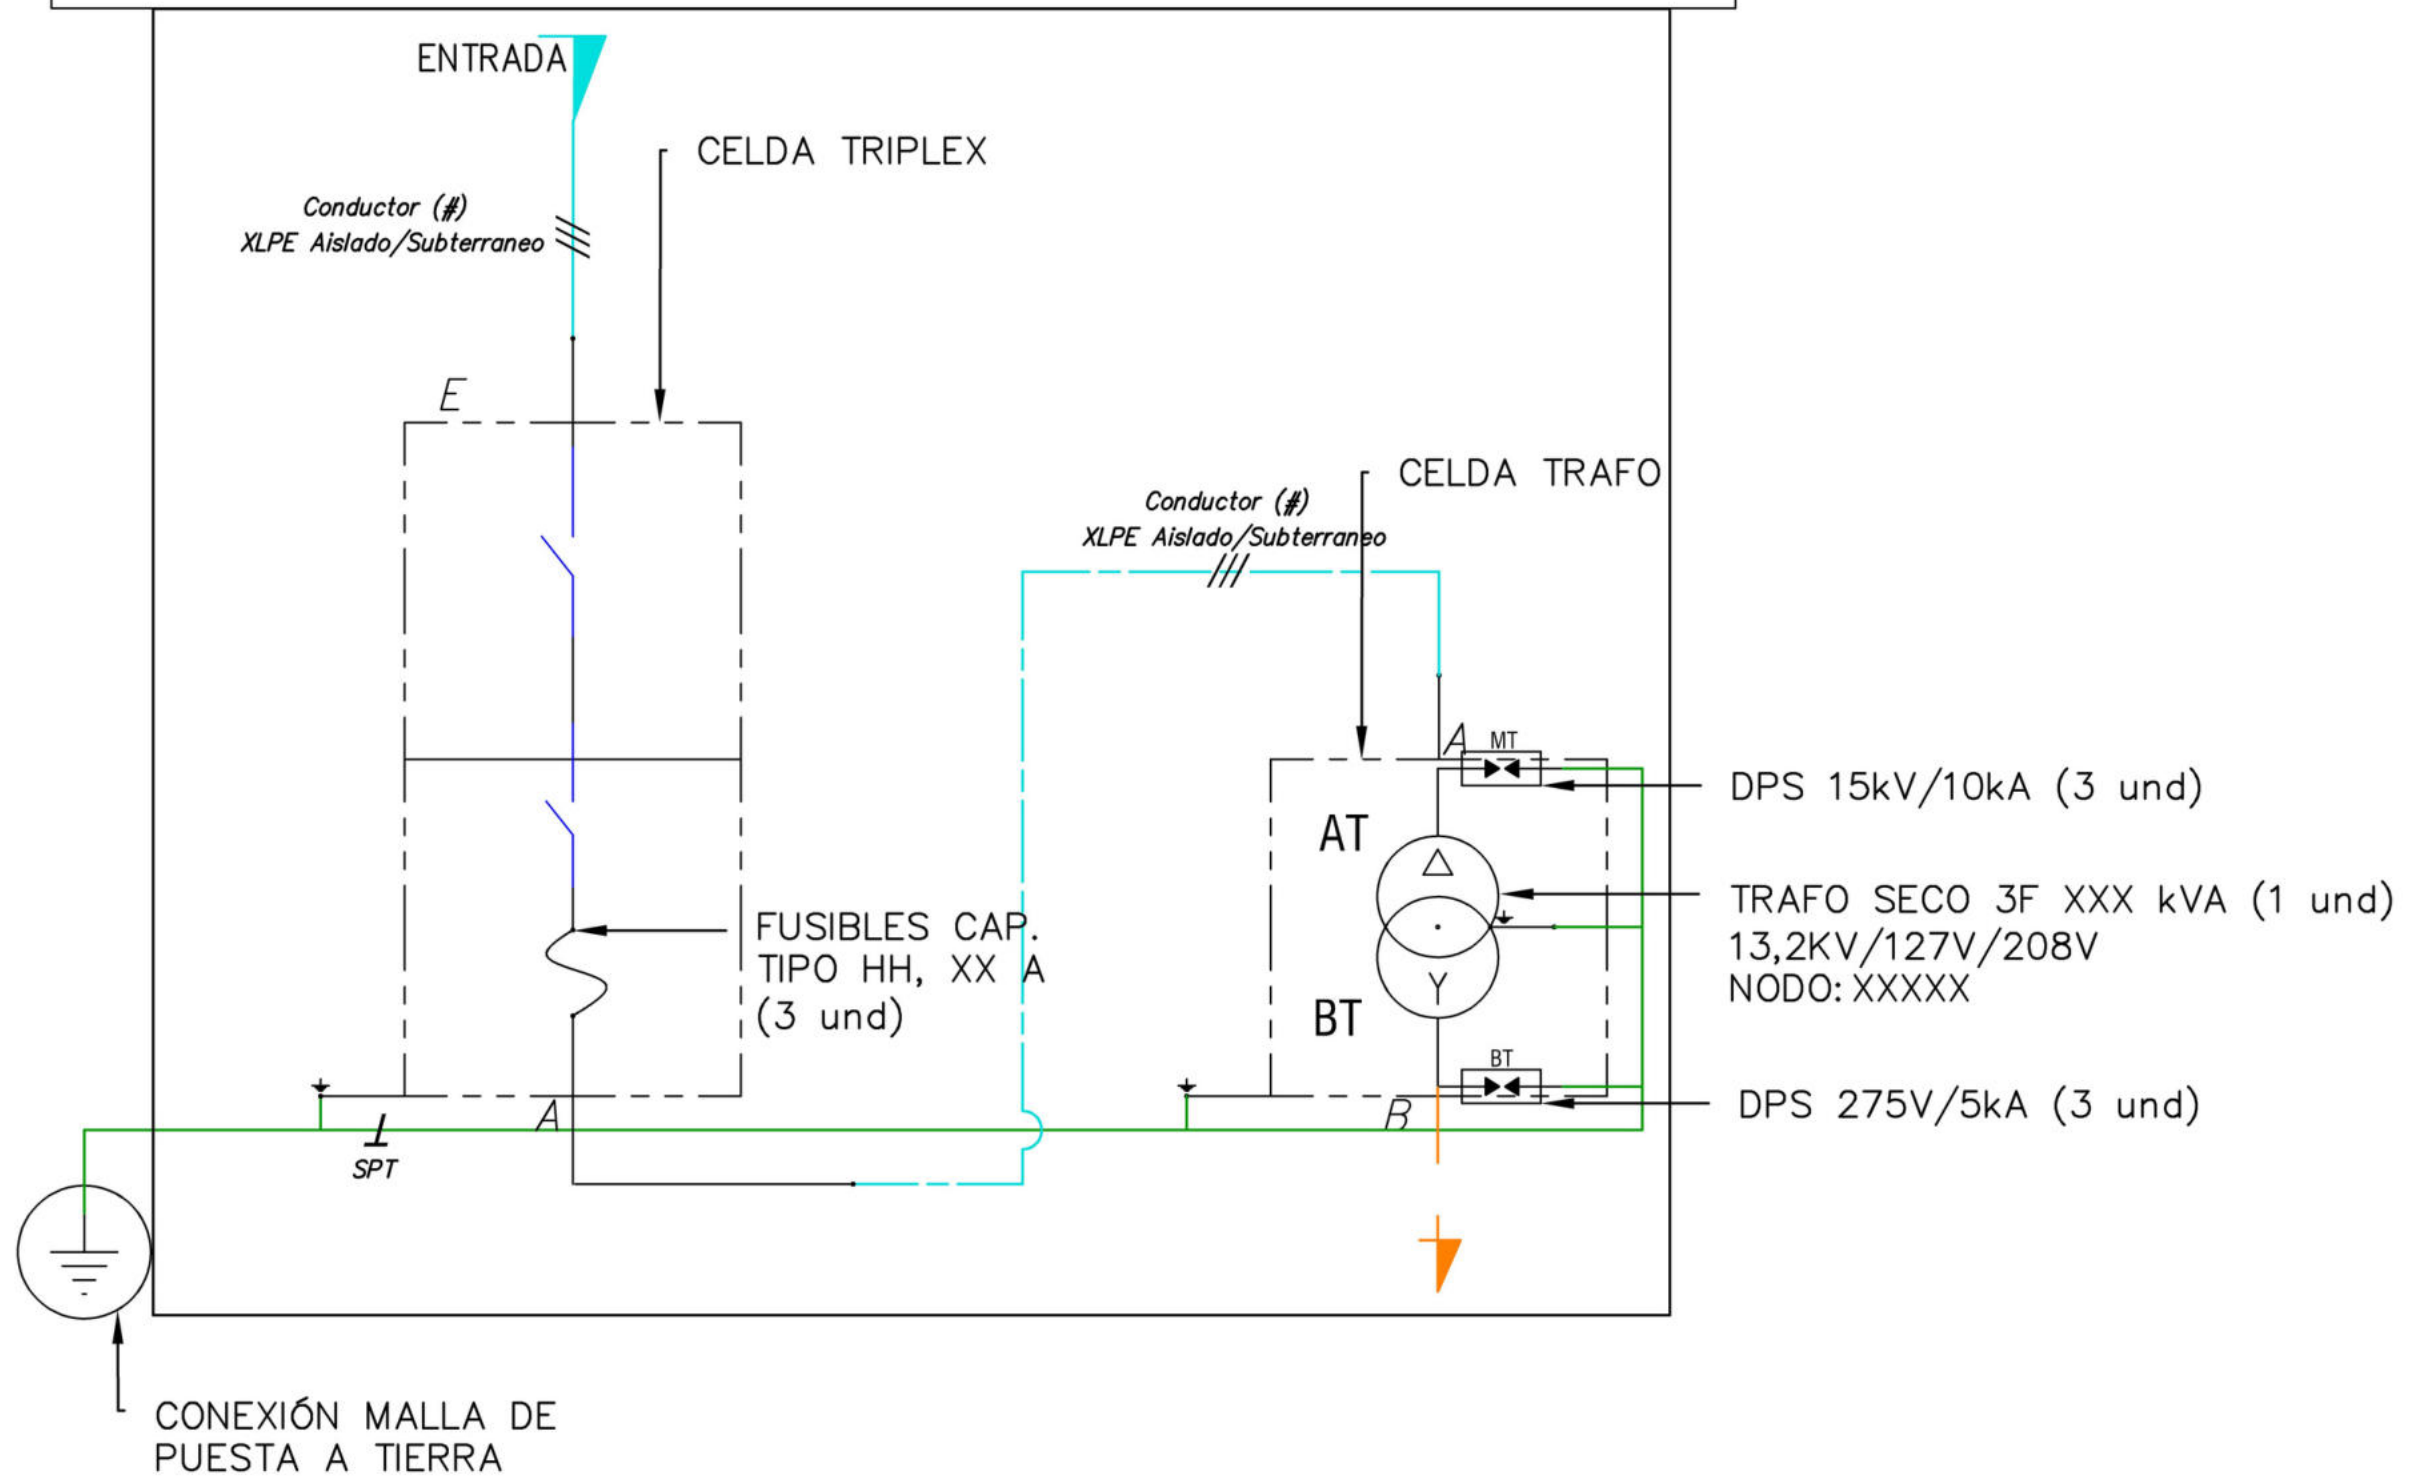 ENTRADA
CELDA TRIPLEX
Conductor (#)
XLPE Aislado/Subterraneo
E
CELDA TRAFO
Conductor (#)
XLPE Aislado/Subterraneo
A
MT
DPS 15kV/10kA (3 und)
AT
TRAFO SECO 3F XXX kVA (1 und)
13,2KV/127V/208V
NODO: XXXXX
FUSIBLES CAP.
TIPO HH, XX A
(3 und)
Y
BT
BT
DPS 275V/5kA (3 und)
A
B
SPT
CONEXIÓN MALLA DE
PUESTA A TIERRA